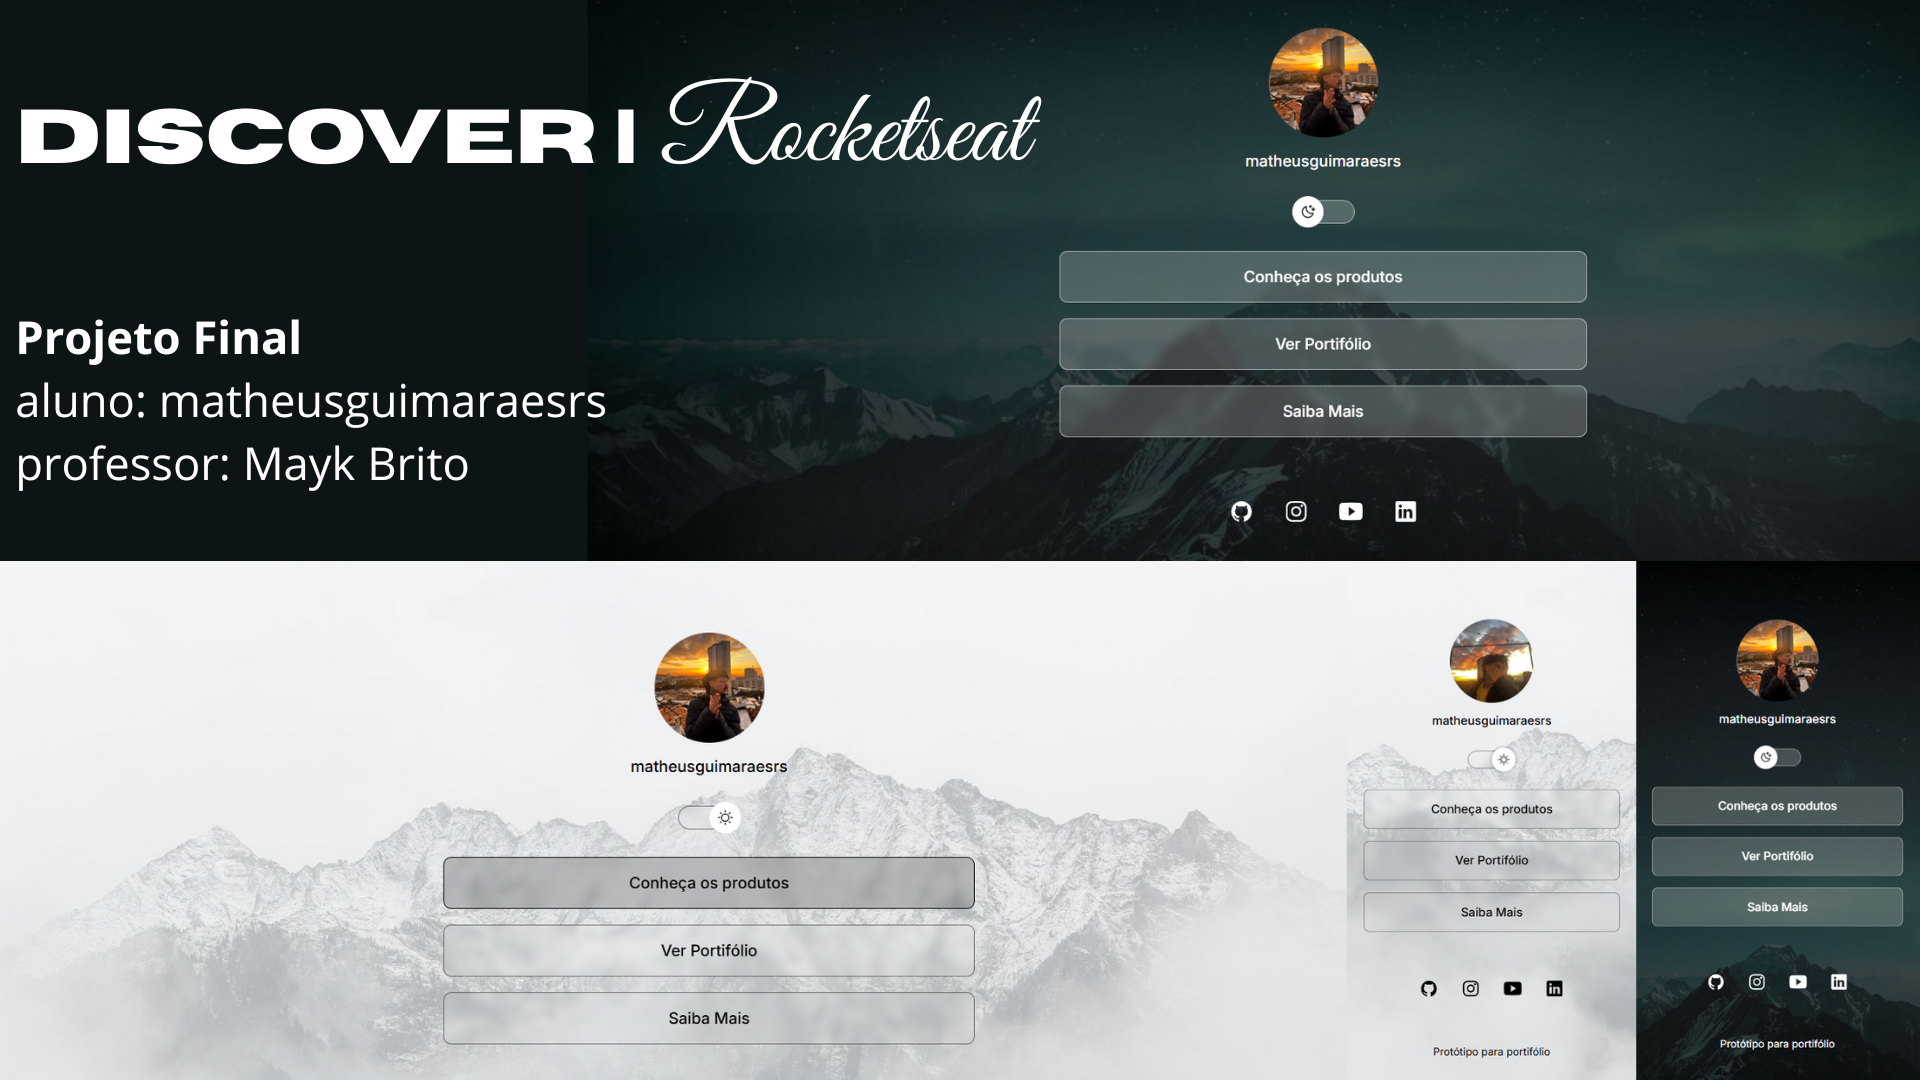 DISCOVER | Rocketseat
Projeto Final
aluno: matheusguimaraesrs
professor: Mayk Brito
matheusguimaraesrs
Conheça os produtos
Ver Portifólio
Saiba Mais
matheusguimaraesrs
Conheça os produtos
Ver Portifólio
Saiba Mais
matheusguimaraesrs
Conheça os produtos
Ver Portifólio
Saiba Mais
Protótipo para portifólio
matheusguimaraesrs
Conheça os produtos
Ver Portifólio
Saiba Mais
Protótipo para portifólio